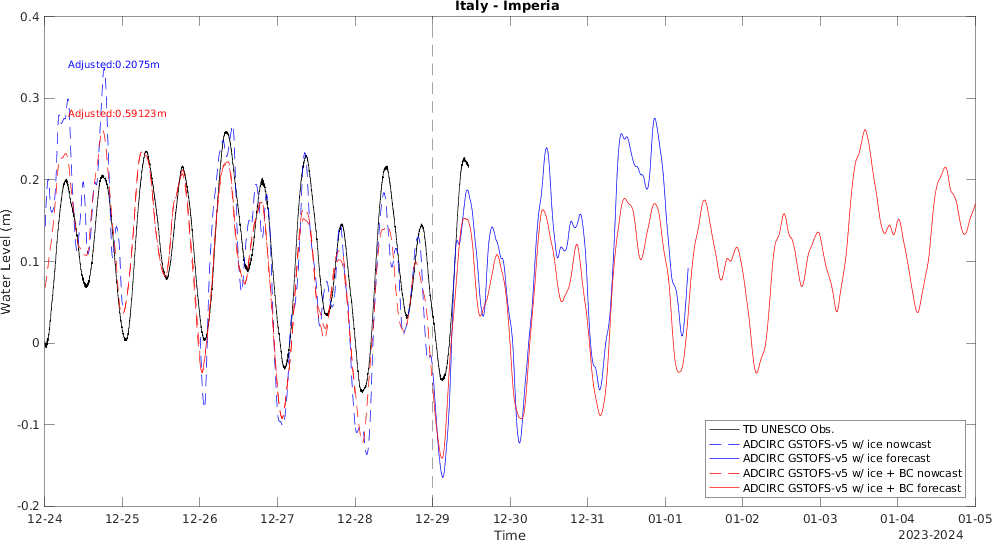 Italy - Imperia
0.4
0.3
0.2
0.1
0
-0.1
-0.2
Water Level (m)
Adjusted:0.2075m
Adjusted:0.59123m
TD UNESCO Obs.
ADCIRC GSTOFS-v5 w/ ice nowcast
ADCIRC GSTOFS-v5 w/ ice forecast
ADCIRC GSTOFS-v5 w/ ice + BC nowcast
ADCIRC GSTOFS-v5 w/ ice + BC forecast
12-24 12-25 12-26 12-27 12-28 12-29 12-30 12-31 01-01 01-02 01-03 01-04 01-05
Time
2023-2024